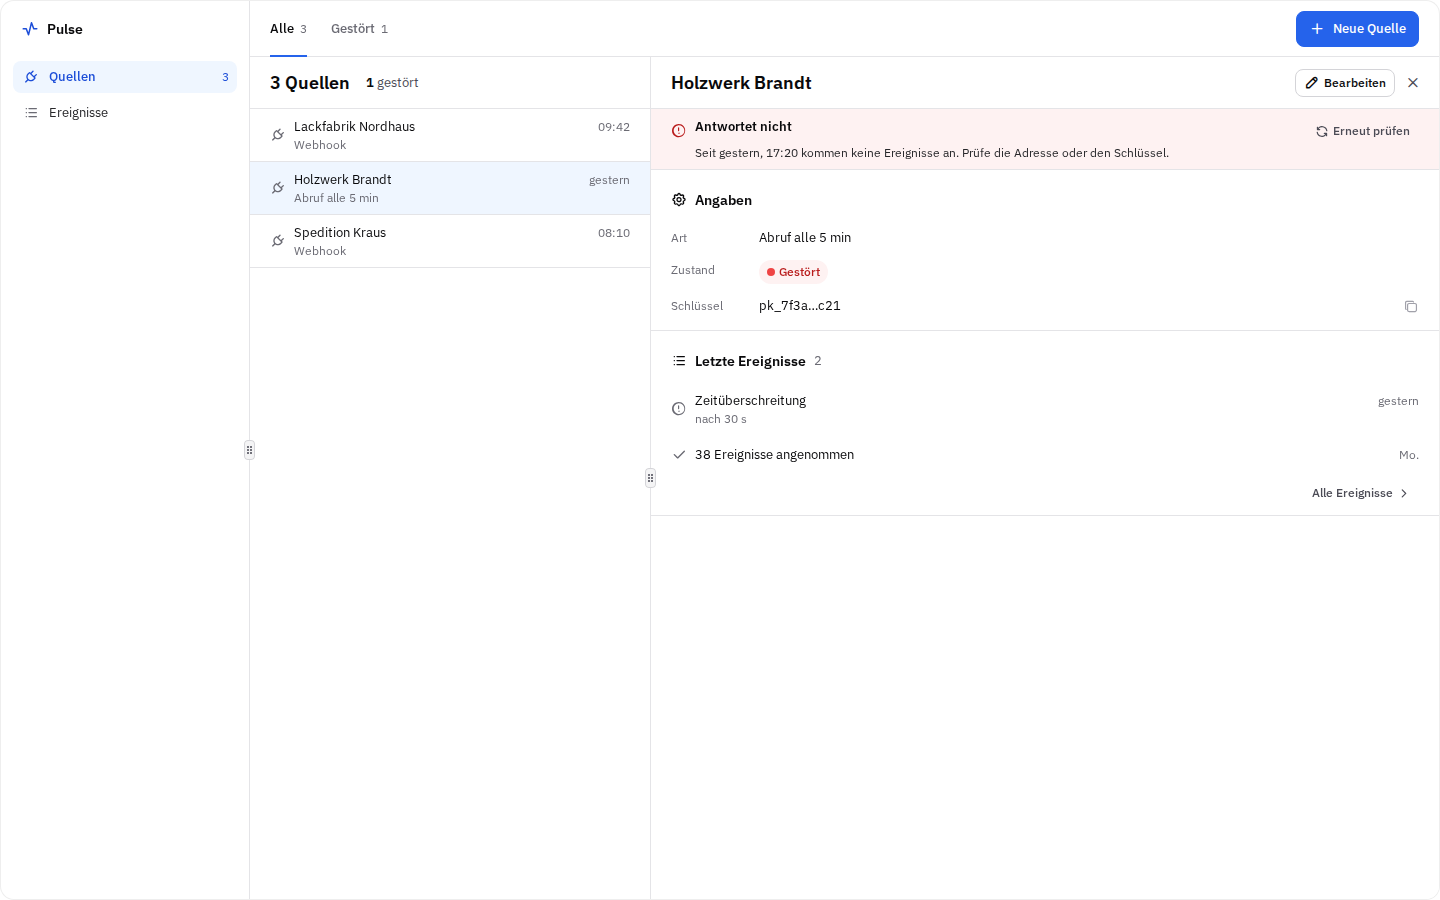 Pulse
Quellen 3
Ereignisse
Alle 3 Gestört 1
Neue Quelle
3 Quellen 1 gestört
Lackfabrik Nordhaus 09:42
Webhook
Holzwerk Brandt gestern
Abruf alle 5 min
Spedition Kraus 08:10
Webhook
Holzwerk Brandt
Bearbeiten
Antwortet nicht
Erneut prüfen
Seit gestern, 17:20 kommen keine Ereignisse an. Prüfe die Adresse oder den Schlüssel.
Angaben
Art Abruf alle 5 min
Zustand Gestört
Schlüssel pk_7f3a…c21
Letzte Ereignisse 2
Zeitüberschreitung gestern
nach 30 s
38 Ereignisse angenommen Mo.
Alle Ereignisse